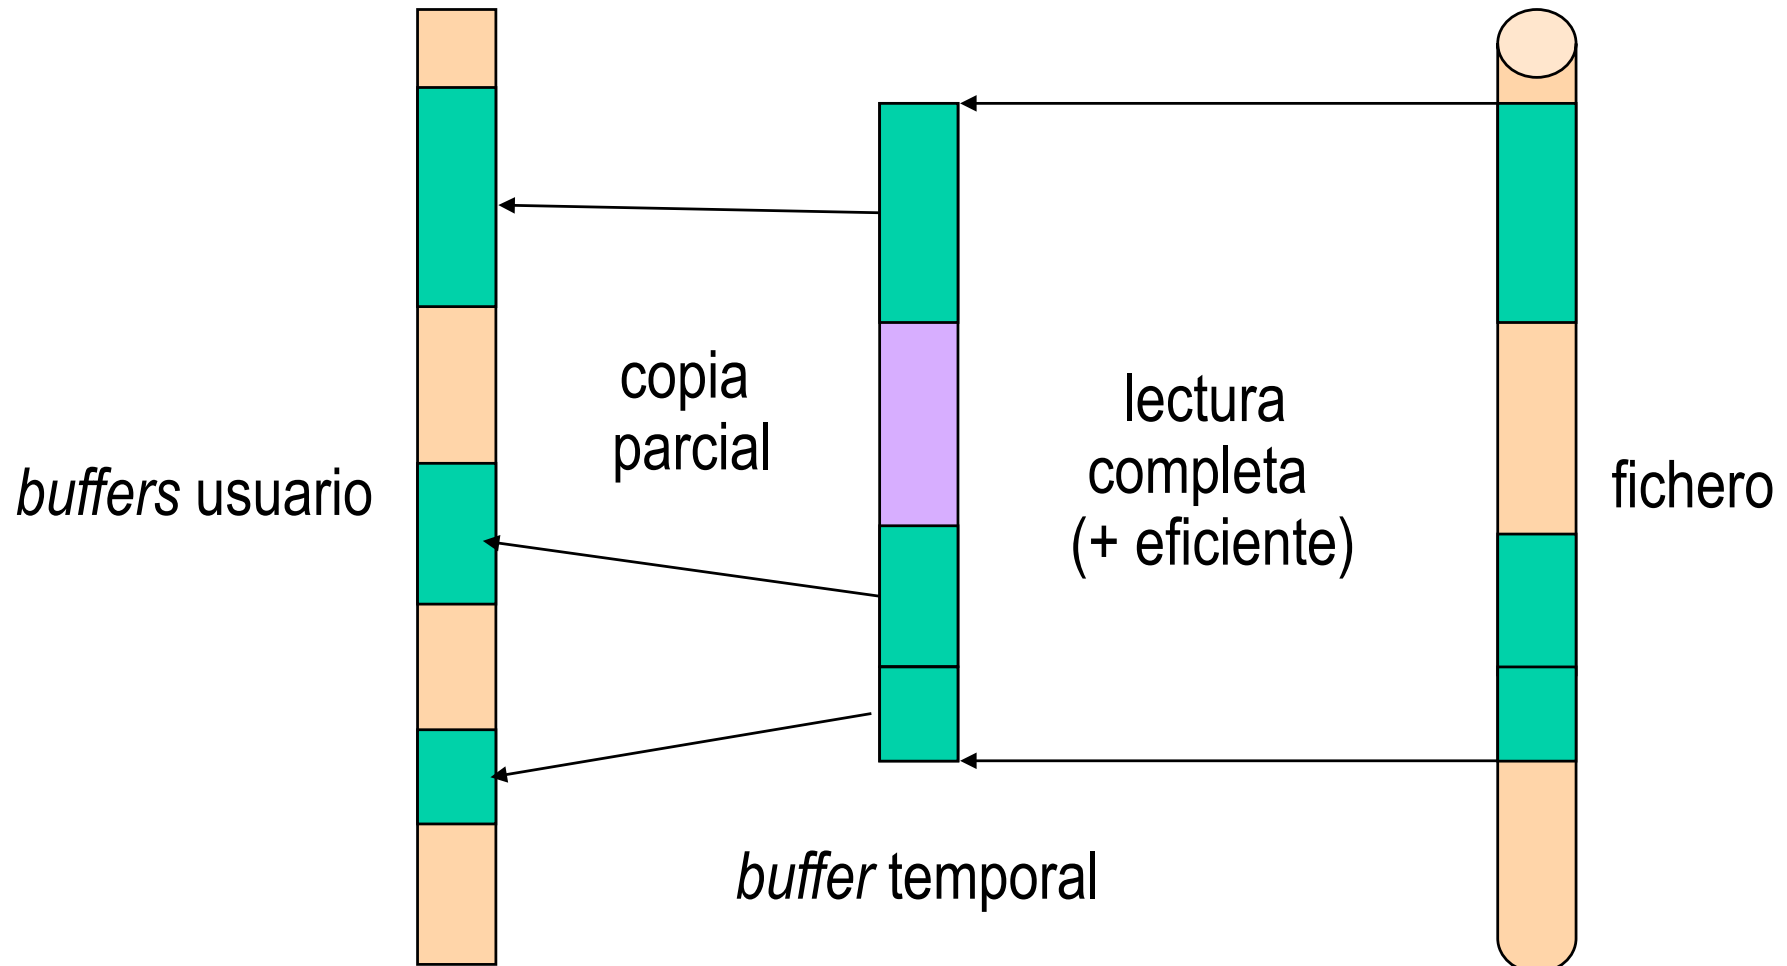 copia
parcial
lectura
completa
(+ eficiente)
buffers usuario
fichero
buffer temporal